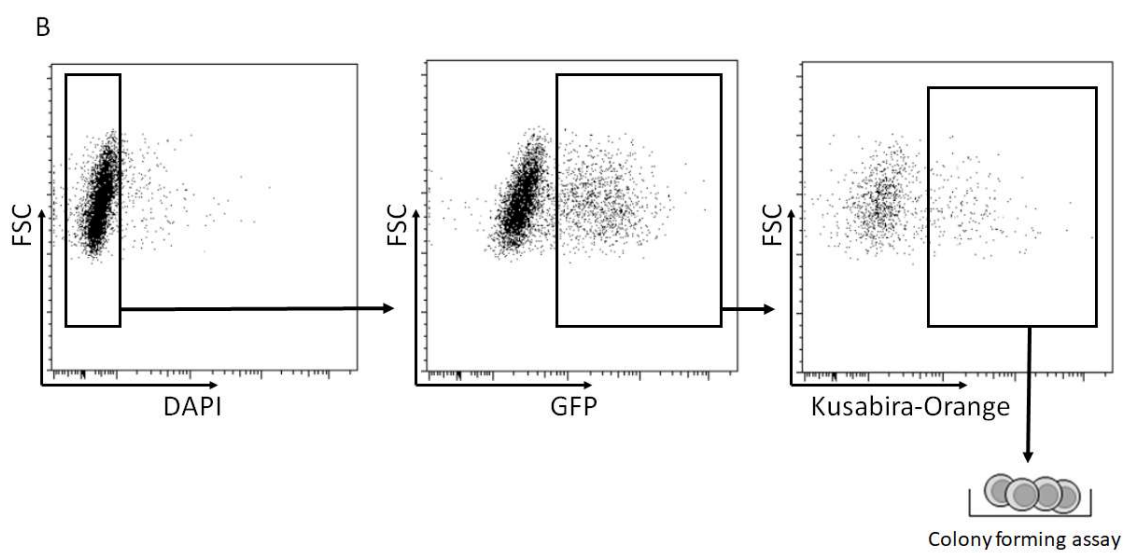 B
FSC
DAPI
FSC
GFP
FSC
Kusabira-Orange
Colony forming assay